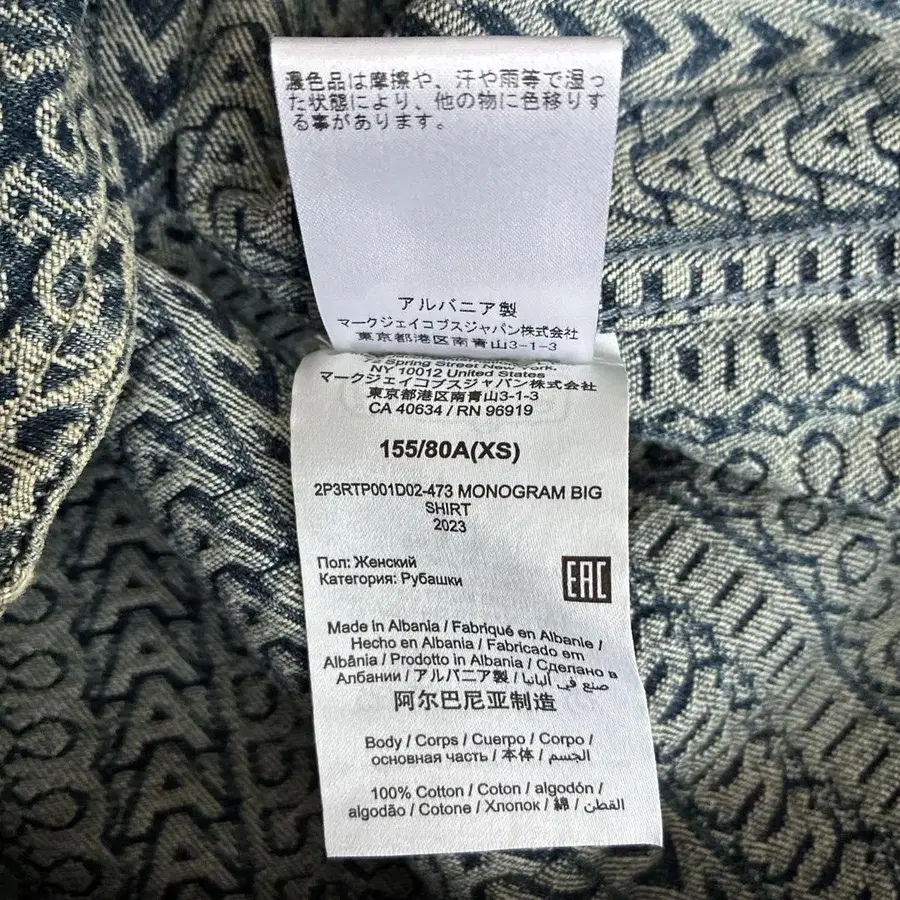 濃色品は摩擦や、汗や雨等で湿っ
た状態により、他の物に色移りす
る事があります。
アルバニア製
マークジェイコブスジャパン株式会社
東京都港区南青山3-1-3
Spring Street New York,
NY 10012 United States
マークジェイコブスジャパン株式会社
東京都港区南青山3-1-3
CA 40634 / RN 96919
155/80A(XS)
2P3RTP001D02-473 MONOGRAM BIG
SHIRT
2023
Пол: Женский
Категория: Рубашки
EAC
Made in Albania / Fabriqué en Albanie /
Hecho en Albania / Fabricado em
Albânia / Prodotto in Albania / Сделано в
Албании / アルバニア製 / صنع في ألبانيا
阿尔巴尼亚制造
Body / Corps / Cuerpo / Corpo /
основная часть / 本体 / الجسم
100% Cotton / Coton / algodón /
algodão / Cotone / Хлопок / 綿 / القطن